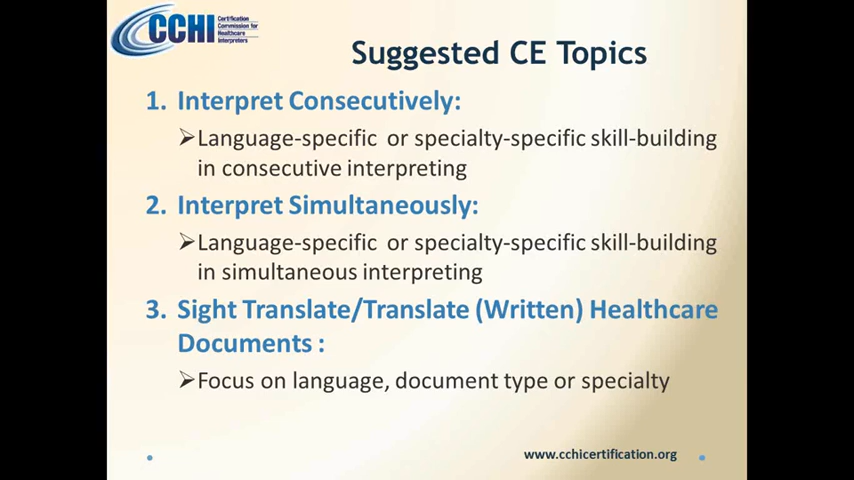 CCHI
Certification
Commission for
Healthcare
Interpreters
Suggested CE Topics
1. Interpret Consecutively:
➢Language-specific or specialty-specific skill-building
in consecutive interpreting
2. Interpret Simultaneously:
➢Language-specific or specialty-specific skill-building
in simultaneous interpreting
3. Sight Translate/Translate (Written) Healthcare
Documents :
➢Focus on language, document type or specialty
www.cchicertification.org